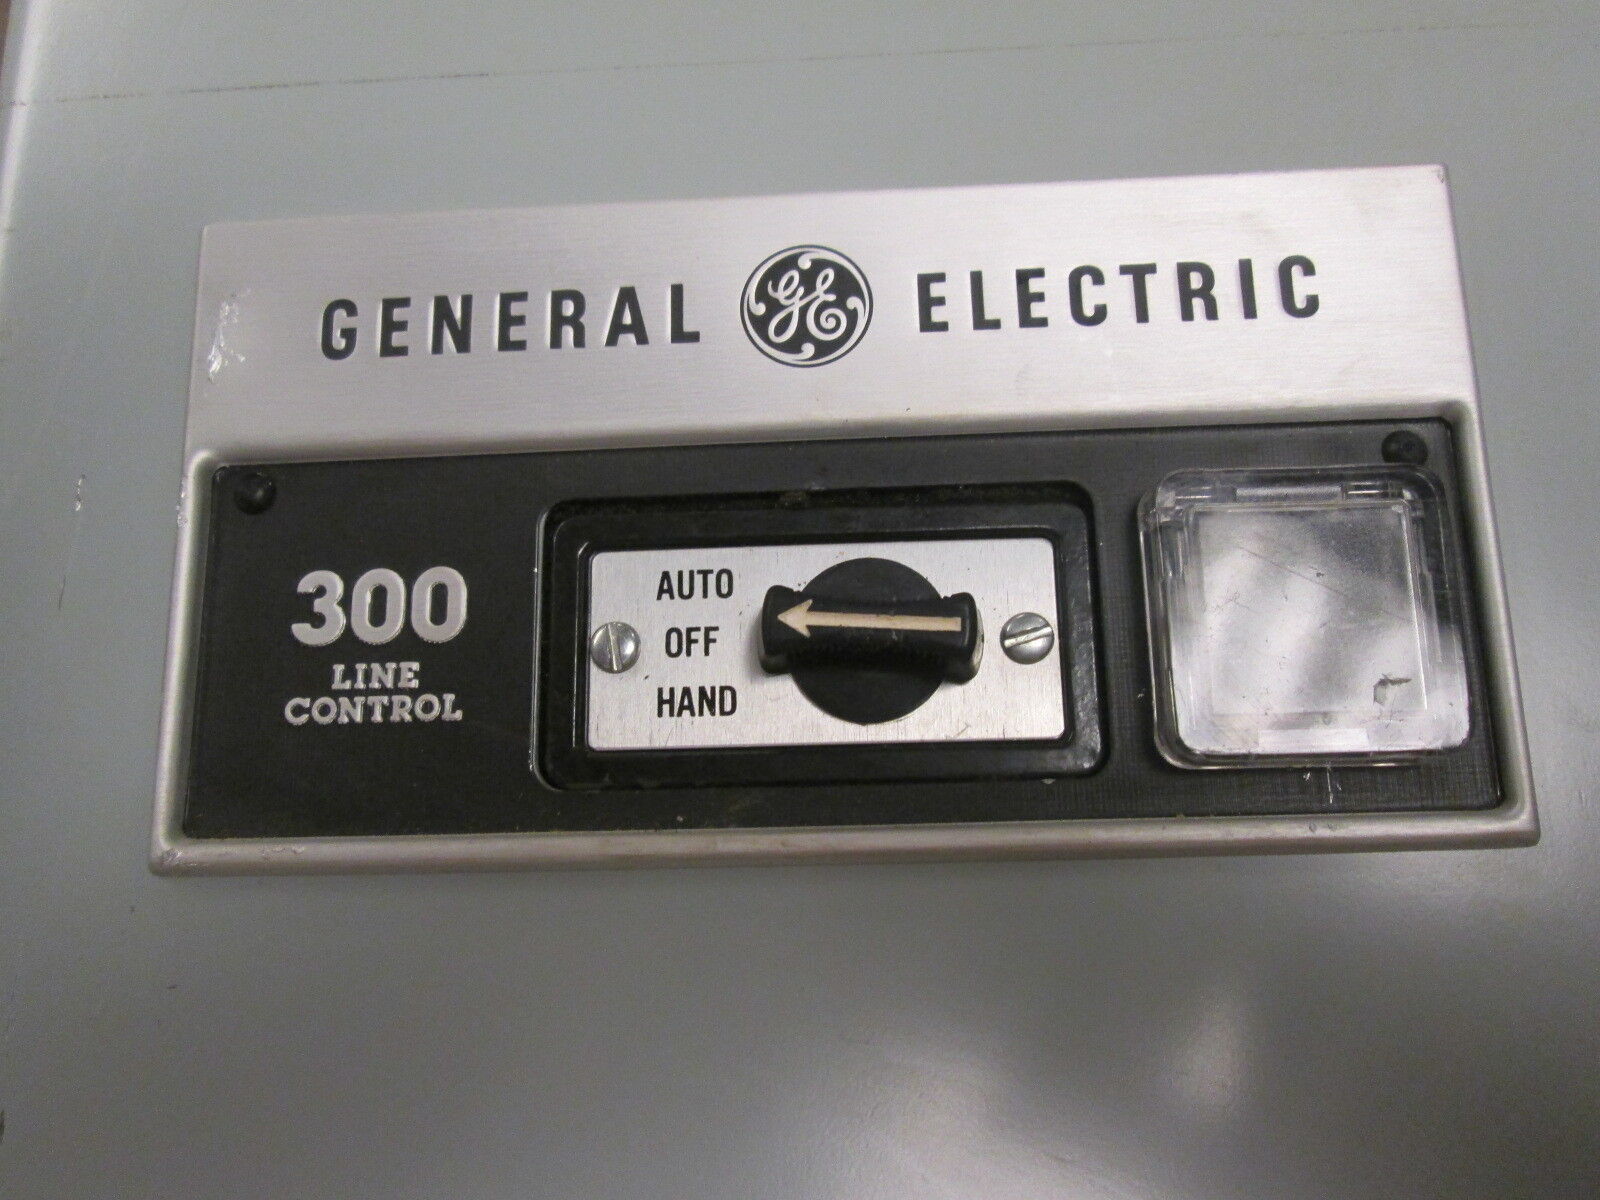 GENERAL GE ELECTRIC
300
LINE
CONTROL
AUTO
OFF
HAND